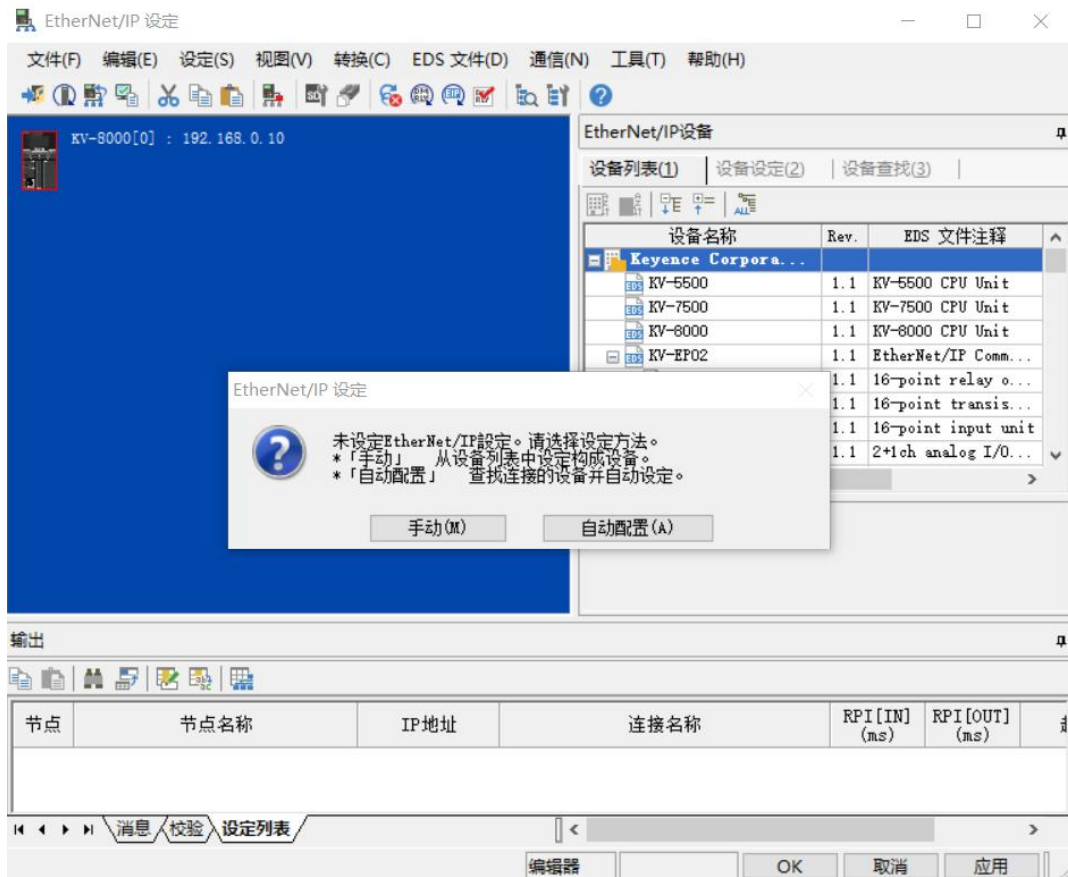 EtherNet/IP 设定
文件(F) 编辑(E) 设定(S) 视图(V) 转换(C) EDS 文件(D) 通信(N) 工具(T) 帮助(H)
KV-8000[0] : 192.168.0.10
EtherNet/IP设备
设备列表(1) 设备设定(2) 设备查找(3)
设备名称 Rev. EDS 文件注释
Keyence Corpora...
KV-5500 1.1 KV-5500 CPU Unit
KV-7500 1.1 KV-7500 CPU Unit
KV-8000 1.1 KV-8000 CPU Unit
KV-EP02 1.1 EtherNet/IP Comm...
1.1 16-point relay o...
1.1 16-point transis...
1.1 16-point input unit
1.1 2+1ch analog I/O...
EtherNet/IP 设定
未设定EtherNet/IP設定。请选择设定方法。
*「手动」 从设备列表中设定构成设备。
*「自动配置」 查找连接的设备并自动设定。
手动(M) 自动配置(A)
输出
节点 节点名称 IP地址 连接名称 RPI[IN] (ms) RPI[OUT] (ms)
消息 校验 设定列表
编辑器 OK 取消 应用